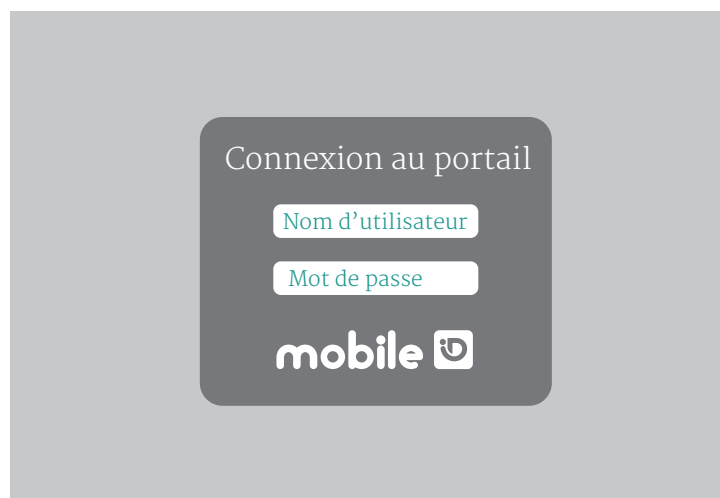 Connexion au portail
Nom d’utilisateur
Mot de passe
mobile iD